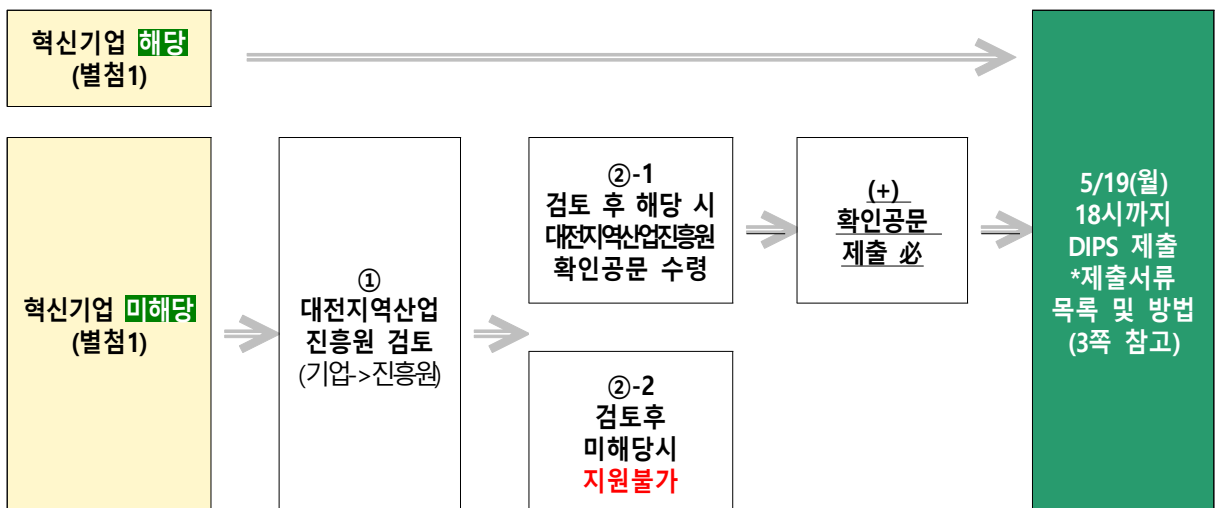 혁신기업 해당
(별첨1)
혁신기업 미해당
(별첨1)
①
대전지역산업
진흥원 검토
(기업->진흥원)
②-1
검토 후 해당 시
대전지역산업진흥원
확인공문 수령
(+)
확인공문
제출 必
②-2
검토후
미해당시
지원불가
5/19(월)
18시까지
DIPS 제출
*제출서류
목록 및 방법
(3쪽 참고)